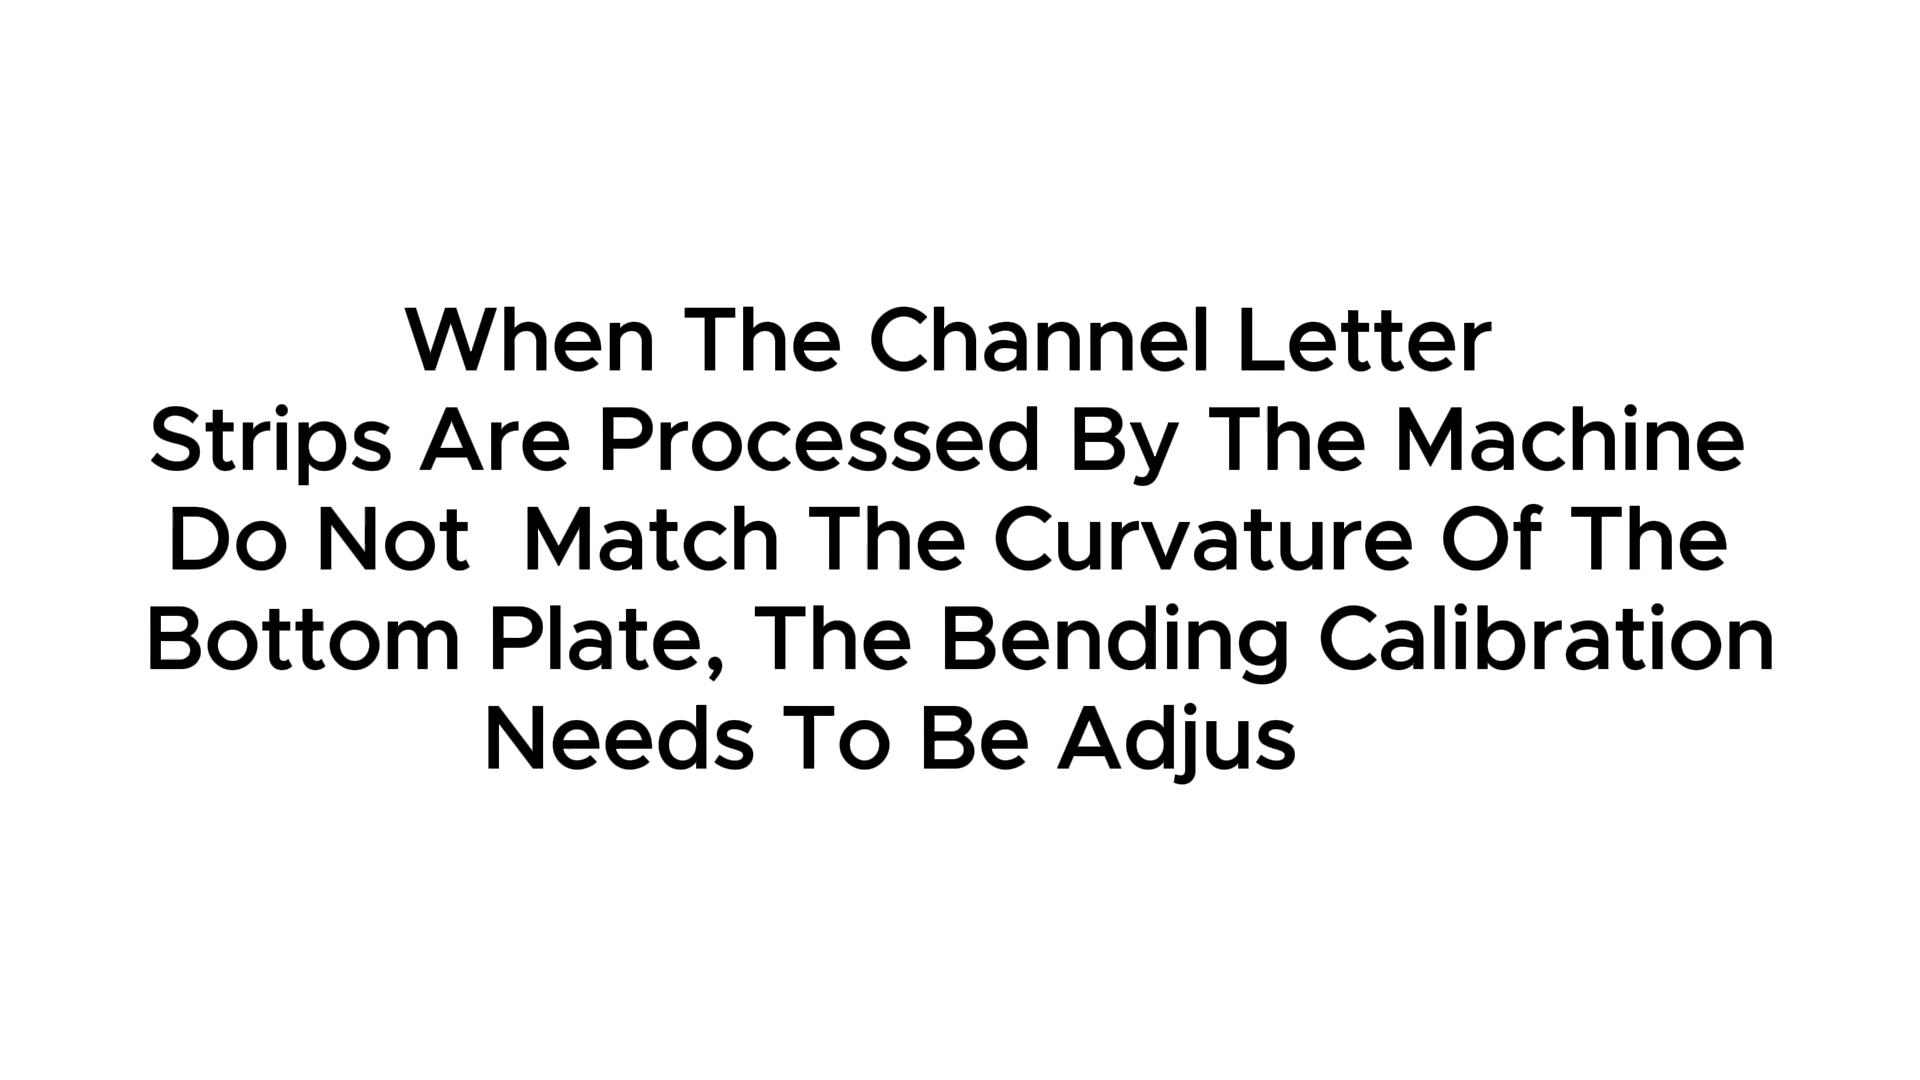 When The Channel Letter
Strips Are Processed By The Machine
Do Not  Match The Curvature Of The
Bottom Plate, The Bending Calibration
Needs To Be Adjus